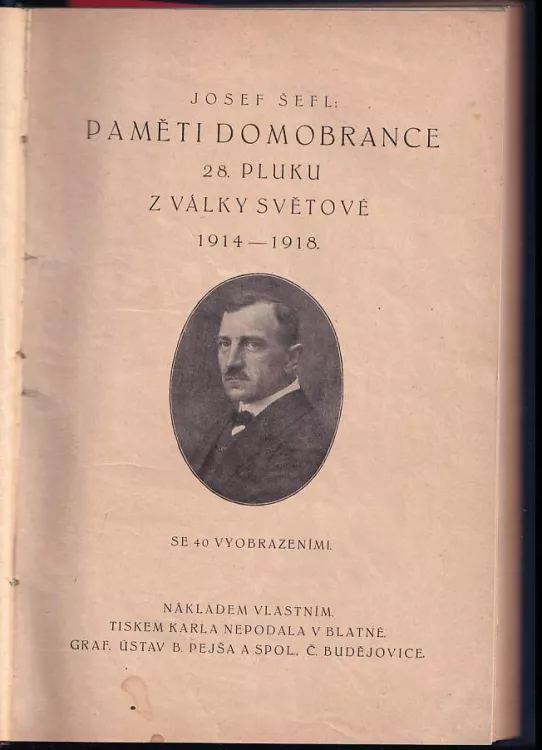 JOSEF ŠEFL:
PAMĚTI DOMOBRANCE
28. PLUKU
Z VÁLKY SVĚTOVÉ
1914—1918.
SE 40 VYOBRAZENÍMI.
NÁKLADEM VLASTNÍM.
TISKEM KARLA NEPODALA V BLATNÉ.
GRAF. ÚSTAV B. PEJŠA A SPOL., Č. BUDĚJOVICE.